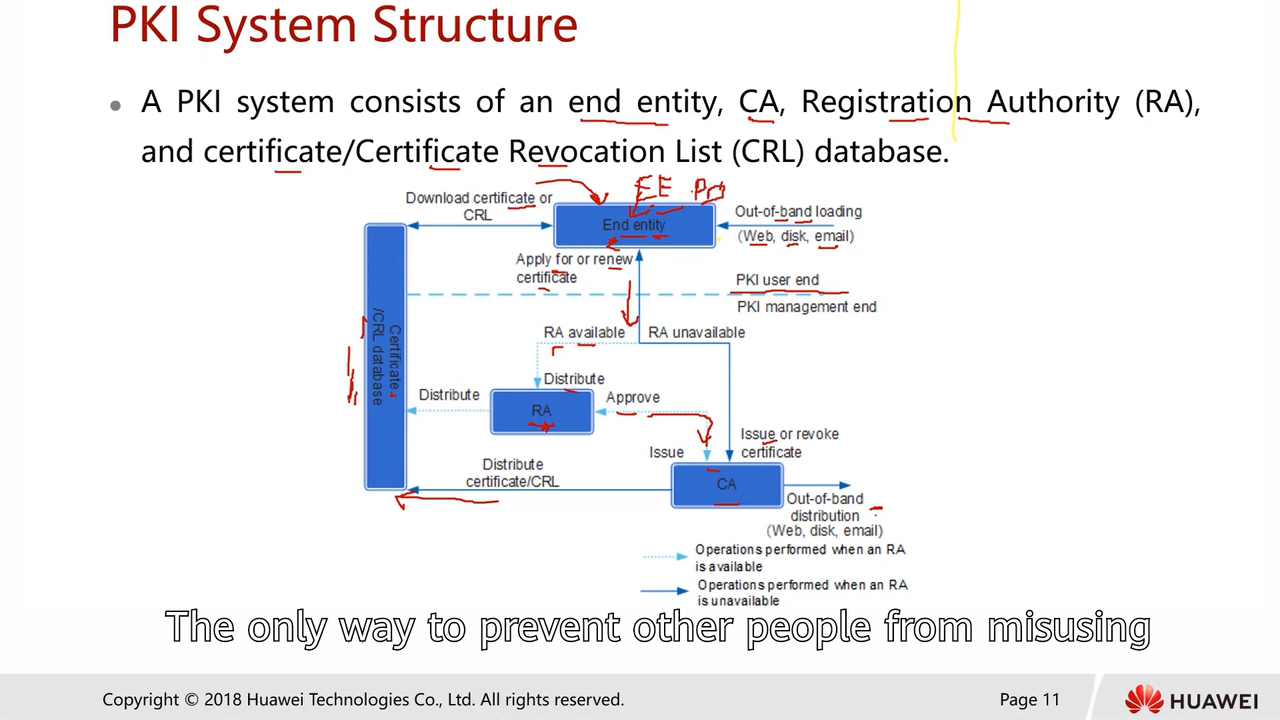 PKI System Structure
A PKI system consists of an end entity, CA, Registration Authority (RA),
and certificate/Certificate Revocation List (CRL) database.
EE
Download certificate or
CRL
End entity
Out-of-band loading
(Web, disk, email)
Apply for or renew
certificate
PKI user end
PKI management end
RA available
RA unavailable
Certificate
/CRL database
Distribute
Distribute
RA
Approve
Issue
Issue or revoke
certificate
Distribute
certificate/CRL
CA
Out-of-band
distribution
(Web, disk, email)
Operations performed when an RA
is available
Operations performed when an RA
is unavailable
The only way to prevent other people from misusing
Copyright © 2018 Huawei Technologies Co., Ltd. All rights reserved.
Page 11
HUAWEI